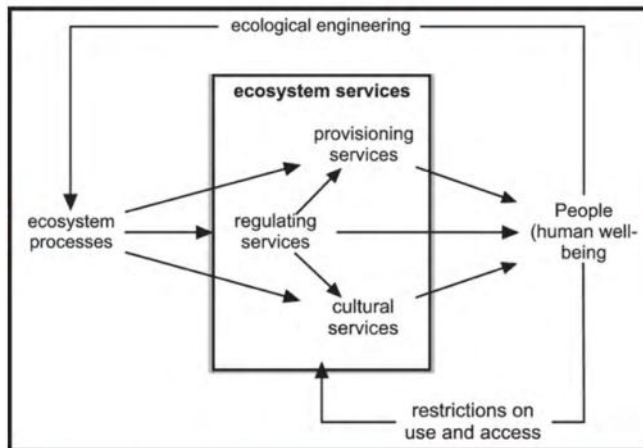 ecological engineering
ecosystem services
provisioning
services
ecosystem
processes
regulating
services
People
(human well-
being
cultural
services
restrictions on
use and access